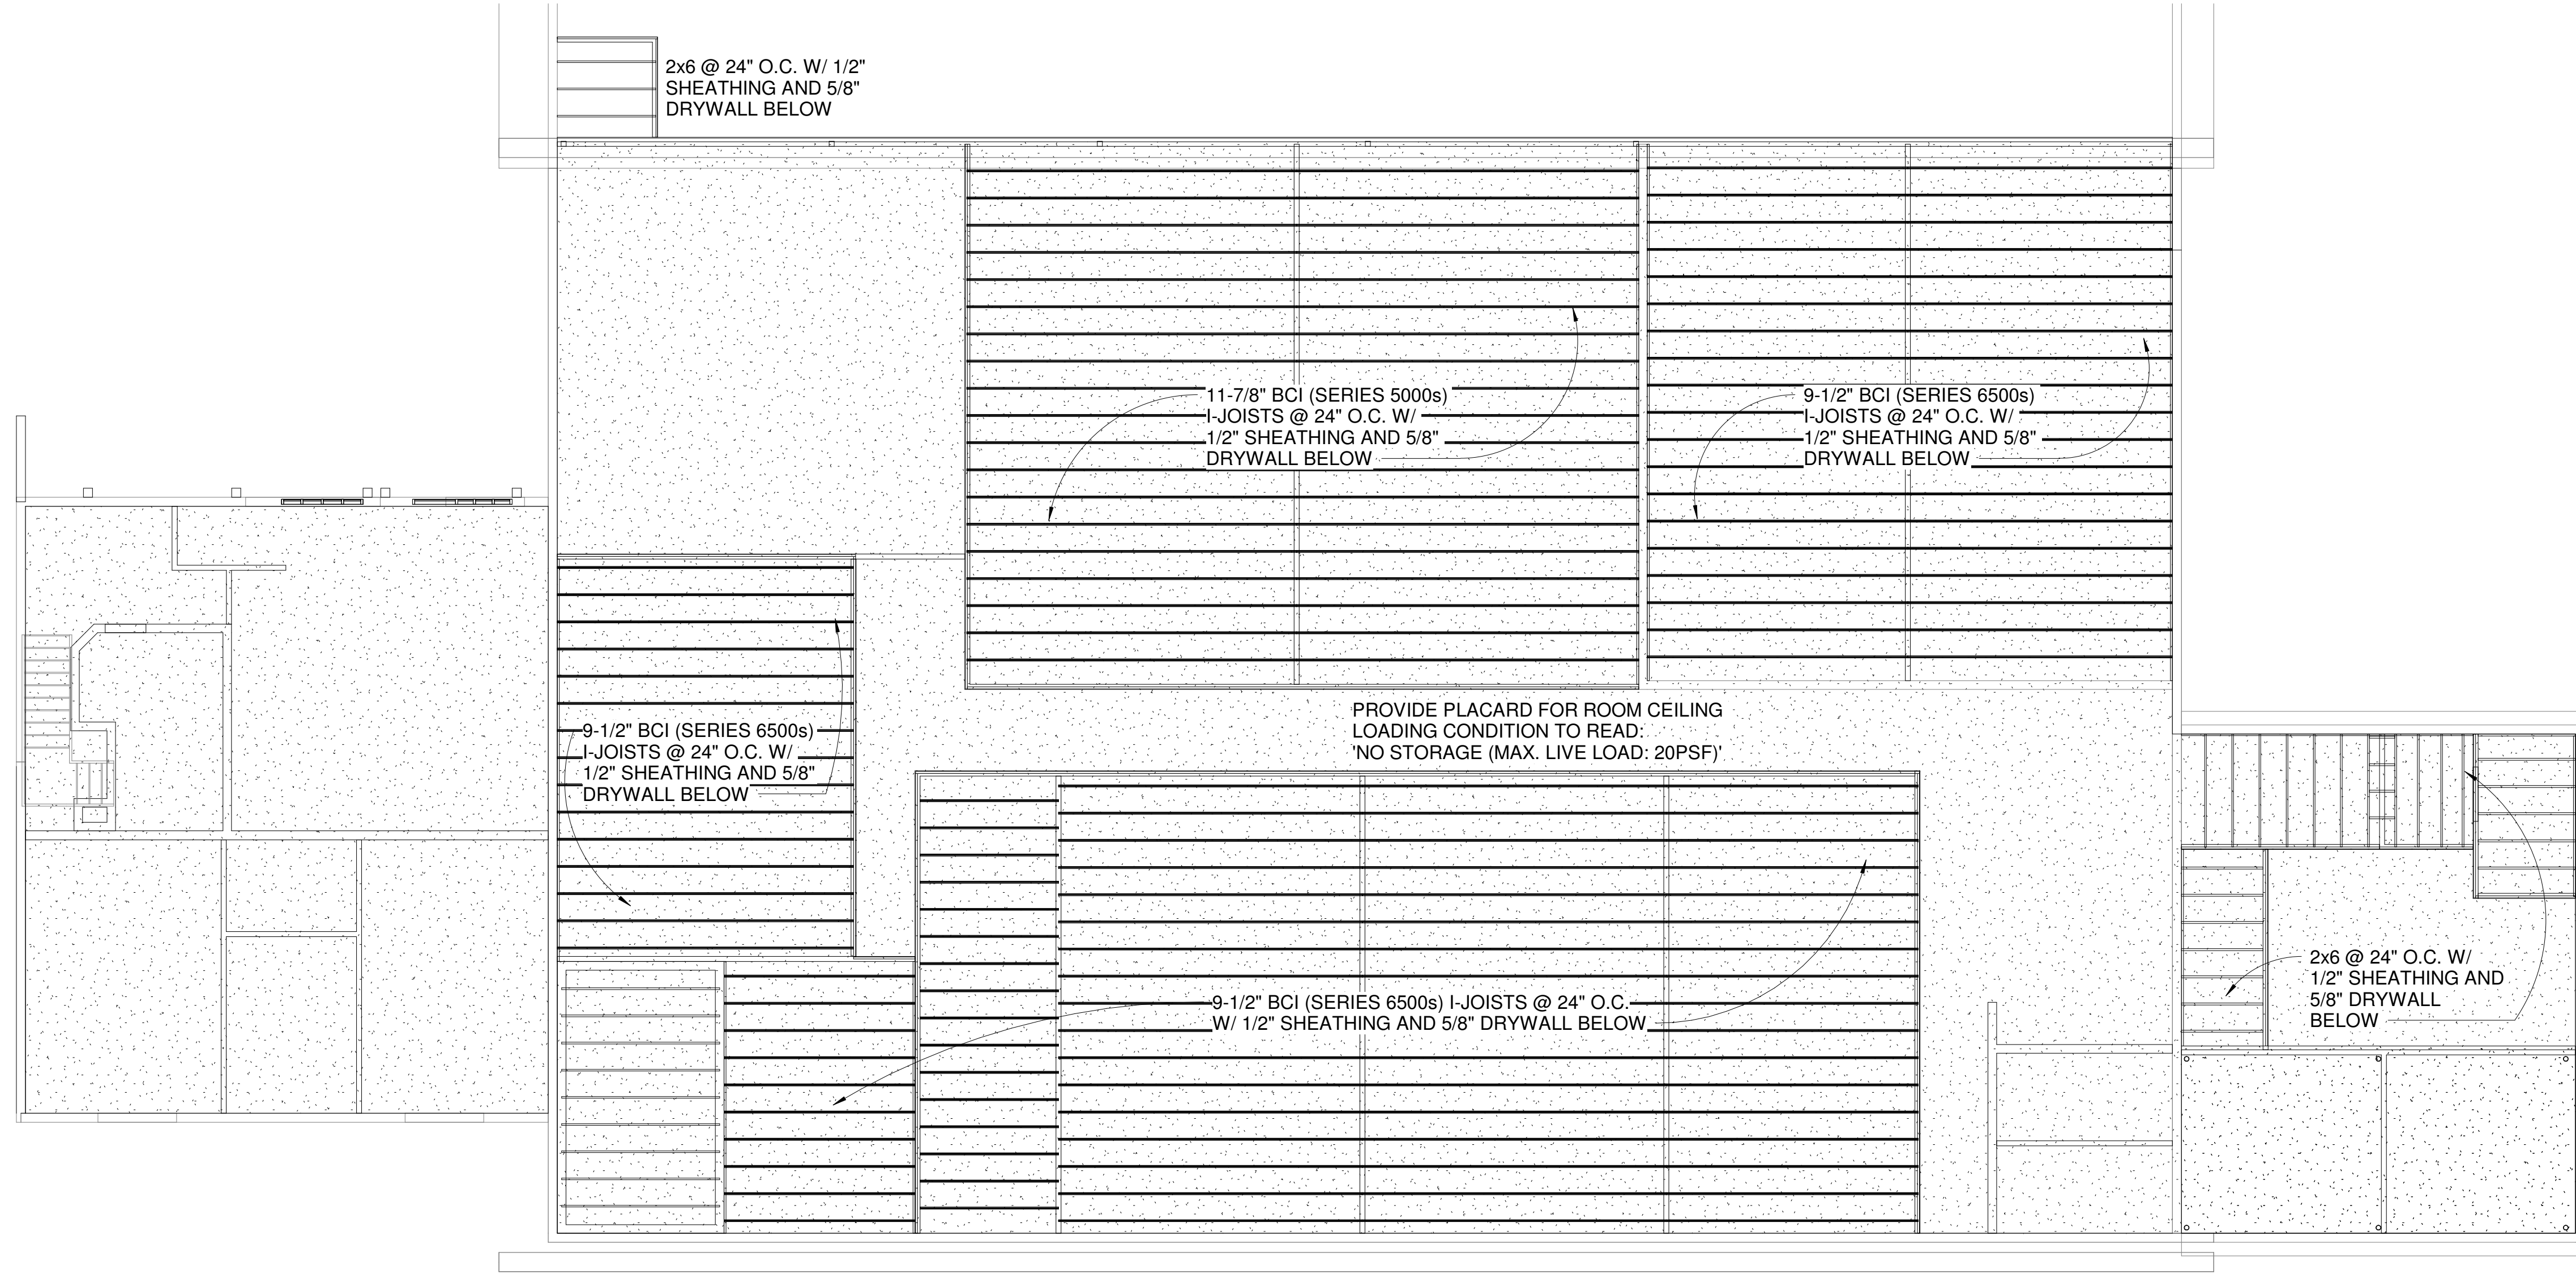 2x6 @ 24" O.C. W/ 1/2"
SHEATHING AND 5/8"
DRYWALL BELOW
11-7/8" BCI (SERIES 5000s)
I-JOISTS @ 24" O.C. W/
1/2" SHEATHING AND 5/8"
DRYWALL BELOW
9-1/2" BCI (SERIES 6500s)
I-JOISTS @ 24" O.C. W/
1/2" SHEATHING AND 5/8"
DRYWALL BELOW
9-1/2" BCI (SERIES 6500s)
I-JOISTS @ 24" O.C. W/
1/2" SHEATHING AND 5/8"
DRYWALL BELOW
PROVIDE PLACARD FOR ROOM CEILING
LOADING CONDITION TO READ:
'NO STORAGE (MAX. LIVE LOAD: 20PSF)'
9-1/2" BCI (SERIES 6500s) I-JOISTS @ 24" O.C.
W/ 1/2" SHEATHING AND 5/8" DRYWALL BELOW
2x6 @ 24" O.C. W/
1/2" SHEATHING AND
5/8" DRYWALL
BELOW